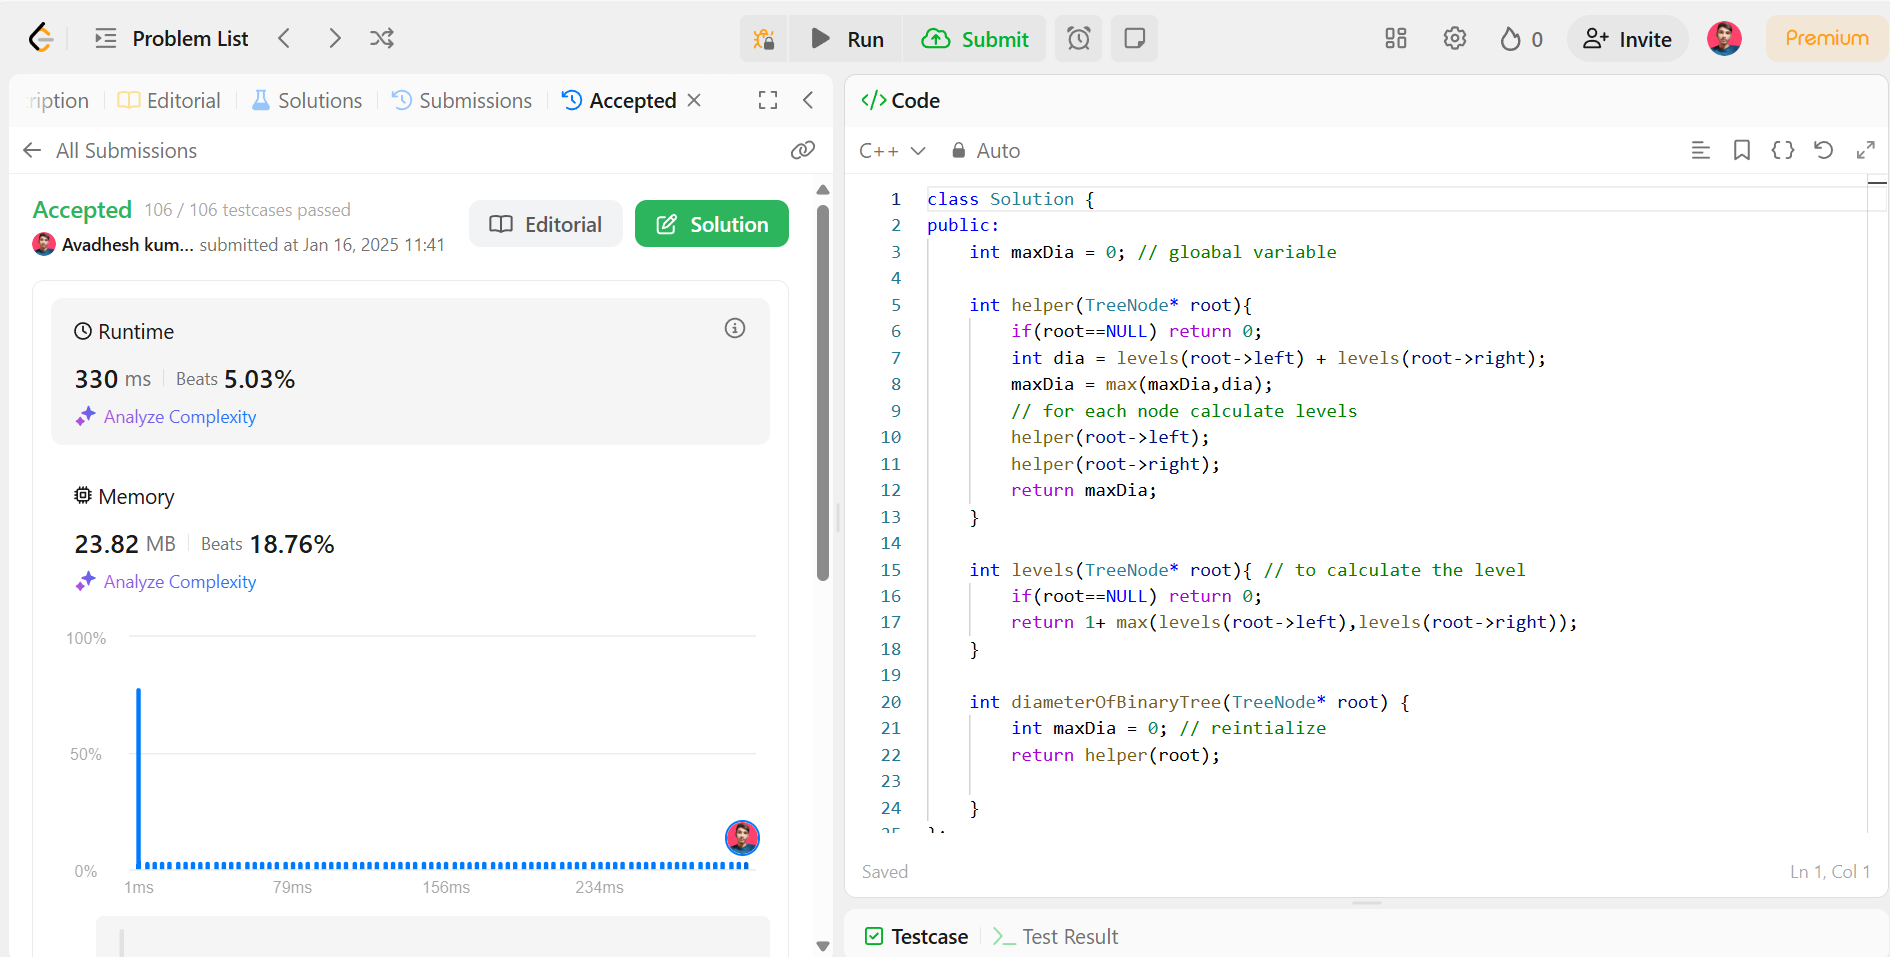 Problem List
Run
Submit
0
Invite
Premium
ription
Editorial
Solutions
Submissions
Accepted
All Submissions
Accepted 106 / 106 testcases passed
Avadhesh kum... submitted at Jan 16, 2025 11:41
Editorial
Solution
Runtime
330 ms Beats 5.03%
Analyze Complexity
Memory
23.82 MB Beats 18.76%
Analyze Complexity
100%
50%
0%
1ms 79ms 156ms 234ms
Code
C++ Auto
1 class Solution {
2 public:
3 int maxDia = 0; // gloabal variable
4
5 int helper(TreeNode* root){
6 if(root==NULL) return 0;
7 int dia = levels(root->left) + levels(root->right);
8 maxDia = max(maxDia,dia);
9 // for each node calculate levels
10 helper(root->left);
11 helper(root->right);
12 return maxDia;
13 }
14
15 int levels(TreeNode* root){ // to calculate the level
16 if(root==NULL) return 0;
17 return 1+ max(levels(root->left),levels(root->right));
18 }
19
20 int diameterOfBinaryTree(TreeNode* root) {
21 int maxDia = 0; // reintialize
22 return helper(root);
23
24 }
25 };
Saved
Ln 1, Col 1
Testcase
Test Result